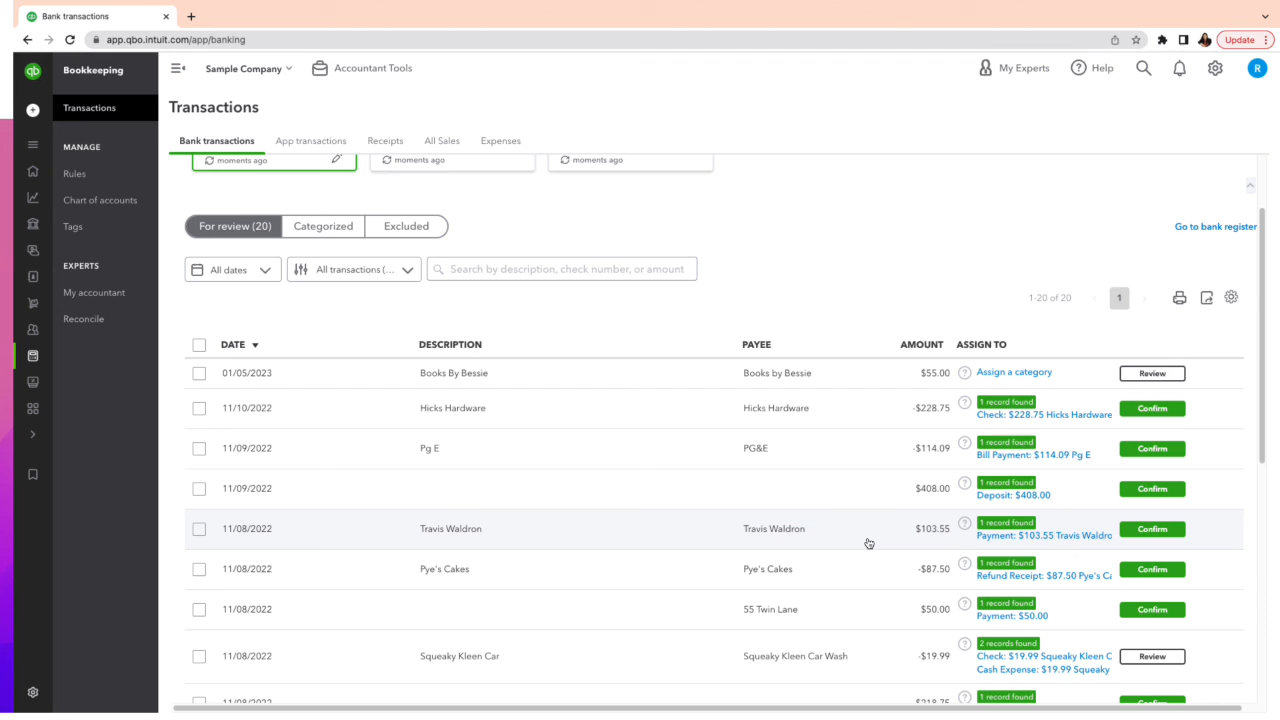 Bank transactions
app.qbo.intuit.com/app/banking
Update
qb
Bookkeeping
Sample Company
Accountant Tools
My Experts
Help
R
Transactions
Transactions
Bank transactions
App transactions
Receipts
All Sales
Expenses
MANAGE
Rules
Chart of accounts
Tags
EXPERTS
My accountant
Reconcile
moments ago
moments ago
moments ago
For review (20)
Categorized
Excluded
Go to bank register
All dates
All transactions (...
Search by description, check number, or amount
1-20 of 20
1
DATE DESCRIPTION PAYEE AMOUNT ASSIGN TO
01/05/2023 Books By Bessie Books by Bessie $55.00 Assign a category Review
11/10/2022 Hicks Hardware Hicks Hardware -$228.75 1 record found Confirm
Check: $228.75 Hicks Hardware
11/09/2022 Pg E PG&E -$114.09 1 record found Confirm
Bill Payment: $114.09 Pg E
11/09/2022 $408.00 1 record found Confirm
Deposit: $408.00
11/08/2022 Travis Waldron Travis Waldron $103.55 1 record found Confirm
Payment: $103.55 Travis Waldro
11/08/2022 Pye's Cakes Pye's Cakes -$87.50 1 record found Confirm
Refund Receipt: $87.50 Pye's Ca
11/08/2022 55 Twin Lane $50.00 1 record found Confirm
Payment: $50.00
11/08/2022 Squeaky Kleen Car Squeaky Kleen Car Wash -$19.99 2 records found Review
Check: $19.99 Squeaky Kleen C
Cash Expense: $19.99 Squeaky
11/08/2022 $218.75 1 record found Confirm